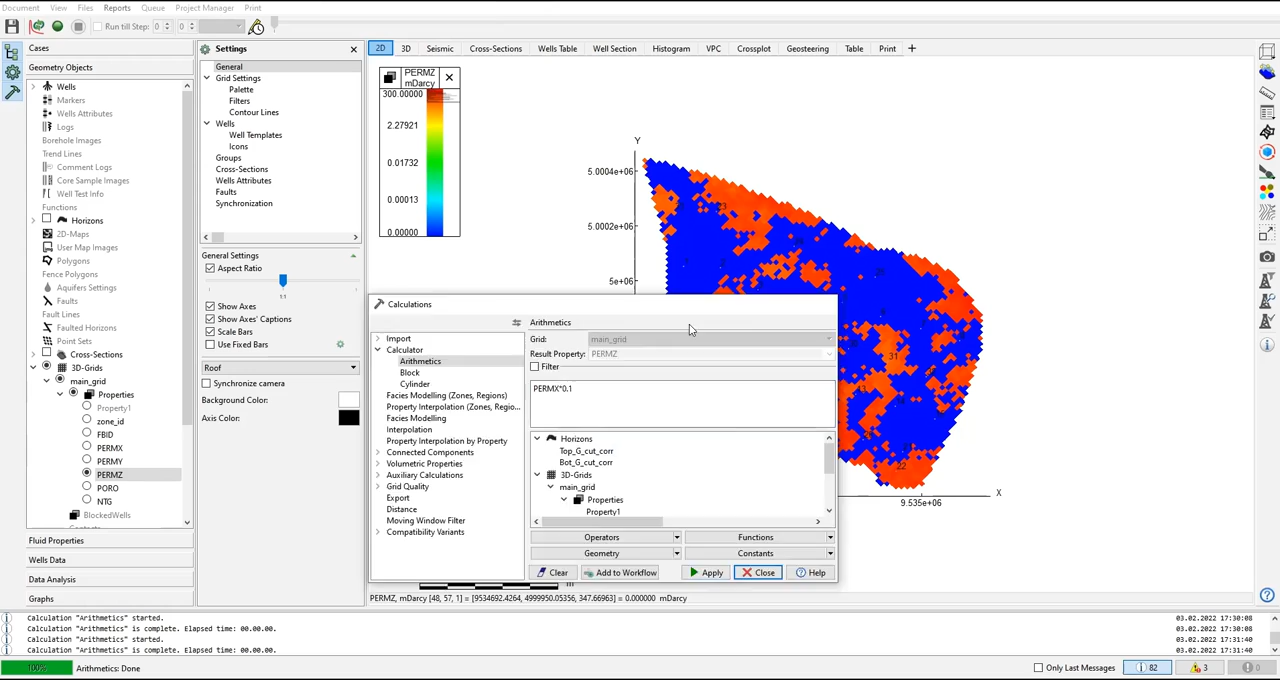 Document View Files Reports Queue Project Manager Print
Run till Step: 0 0
Cases
Geometry Objects
Wells
Markers
Wells Attributes
Logs
Borehole Images
Trend Lines
Comment Logs
Core Sample Images
Well Test Info
Functions
Horizons
2D-Maps
User Map Images
Polygons
Fence Polygons
Aquifers Settings
Faults
Fault Lines
Faulted Horizons
Point Sets
Cross-Sections
3D-Grids
main_grid
Properties
Property1
zone_id
FBID
PERMX
PERMY
PERMZ
PORO
NTG
BlockedWells
Fluid Properties
Wells Data
Data Analysis
Graphs
Settings
General
Grid Settings
Palette
Filters
Contour Lines
Wells
Well Templates
Icons
Groups
Cross-Sections
Wells Attributes
Faults
Synchronization
General Settings
Aspect Ratio
1:1
Show Axes
Show Axes' Captions
Scale Bars
Use Fixed Bars
Roof
Synchronize camera
Background Color:
Axis Color:
2D 3D Seismic Cross-Sections Wells Table Well Section Histogram VPC Crossplot Geosteering Table Print
PERMZ
mDarcy
300.00000
2.27921
0.01732
0.00013
0.00000
Y
5.0004e+06
5.0002e+06
5e+06
X
9.535e+06
31
22
Calculations
Import
Calculator
Arithmetics
Block
Cylinder
Facies Modelling (Zones, Regions)
Property Interpolation (Zones, Regio...
Facies Modelling
Interpolation
Property Interpolation by Property
Connected Components
Volumetric Properties
Auxiliary Calculations
Grid Quality
Export
Distance
Moving Window Filter
Compatibility Variants
Arithmetics
Grid: main_grid
Result Property: PERMZ
Filter
PERMX*0.1
Horizons
Top_G_cut_corr
Bot_G_cut_corr
3D-Grids
main_grid
Properties
Property1
Operators Functions
Geometry Constants
Clear Add to Workflow Apply Close Help
PERMZ, mDarcy [48, 57, 1] = [9534692.4264, 4999950.05356, 347.66963] = 0.000000 mDarcy
Calculation "Arithmetics" started. 03.02.2022 17:30:08
Calculation "Arithmetics" is complete. Elapsed time: 00.00.00. 03.02.2022 17:30:08
Calculation "Arithmetics" started. 03.02.2022 17:31:40
Calculation "Arithmetics" is complete. Elapsed time: 00.00.00. 03.02.2022 17:31:40
100% Arithmetics: Done Only Last Messages 82 3 0